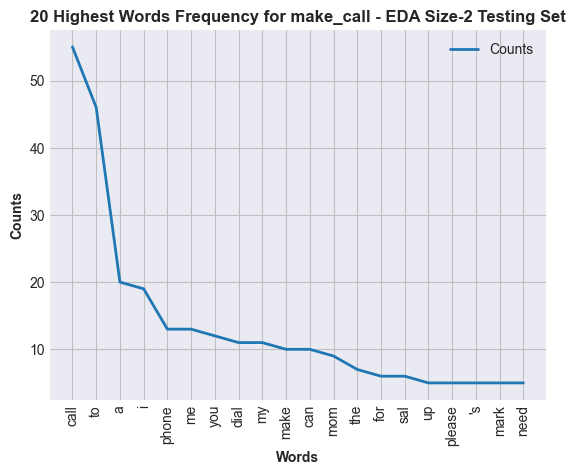 20 Highest Words Frequency for make_call - EDA Size-2 Testing Set
Counts
50
40
30
20
10
Counts
call
to
a
i
phone
me
you
dial
my
make
can
mom
the
for
sal
up
please
's
mark
need
Words